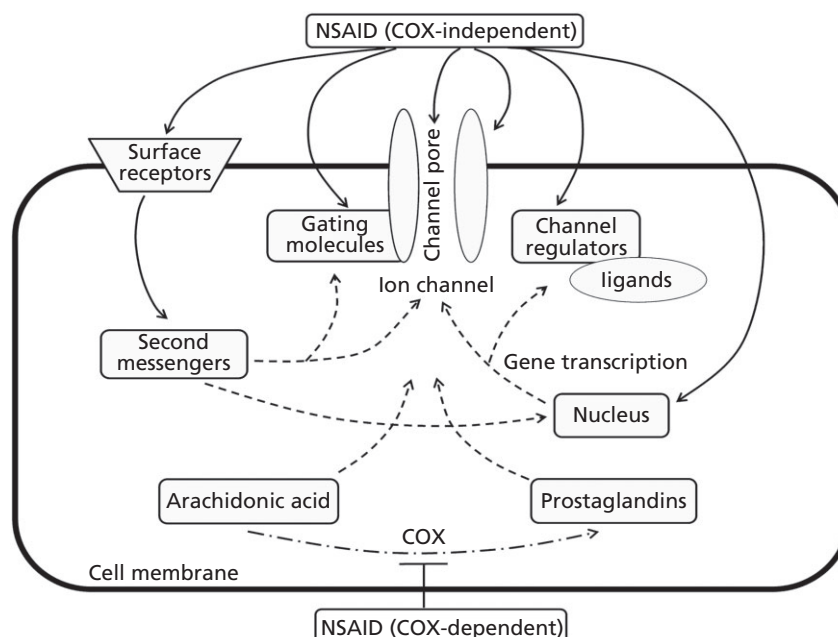 NSAID (COX-independent)
Surface
receptors
Channel pore
Gating
molecules
Channel
regulators
ligands
Ion channel
Second
messengers
Gene transcription
Nucleus
Arachidonic acid
Prostaglandins
COX
Cell membrane
NSAID (COX-dependent)